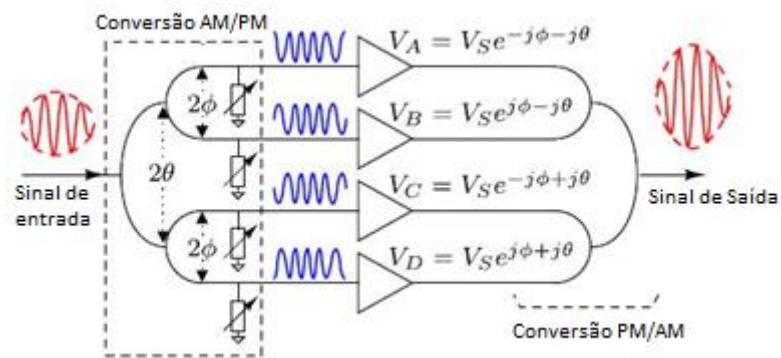 Conversão AM/PM
Sinal de
entrada
2θ
2ϕ
2ϕ
V_A = V_S e^{-jϕ-jθ}
V_B = V_S e^{jϕ-jθ}
V_C = V_S e^{-jϕ+jθ}
V_D = V_S e^{jϕ+jθ}
Sinal de Saída
Conversão PM/AM